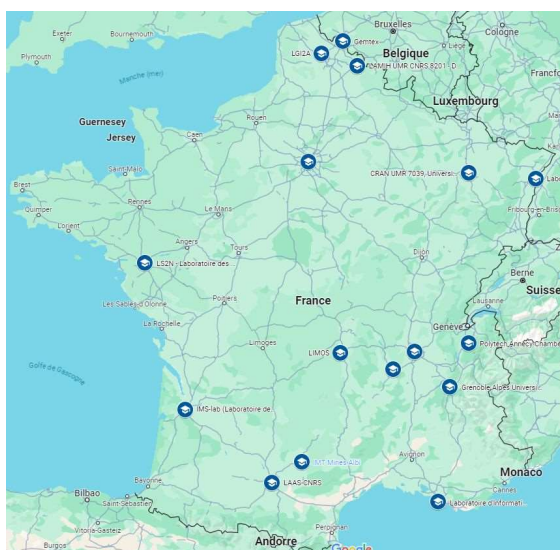 Exeter
Bournemouth
Bruxelles
Cologne
Plymouth
LGI2A
Gemtex
Belgique
Liège
LAMIH UMR CNRS 8201 - D
Manche (mer)
Luxembourg
Guernesey
Jersey
Rouen
Caen
Saint-Malo
CRAN UMR 7039, Universi...
Brest
Rennes
Le Mans
Fribourg-en-Bris
Quimper
Lorient
Angers
Tours
Dijon
LS2N - Laboratoire des
Berne
Suisse
Les Sables-d'Olonne
Poitiers
France
Lausanne
Genève
La Rochelle
Limoges
LIMOS
Polytech Annecy Chambé
Golfe de Gascogne
Grenoble Alpes Univers
IMS-lab (Laboratoire de
Avignon
Monaco
IMT Mines Albi
Bayonne
LAAS-CNRS
Cannes
Bilbao
Saint-Sébastien
Laboratoire d'informati...
Vitoria-Gasteiz
Perpignan
Burgos
Andorre
Google